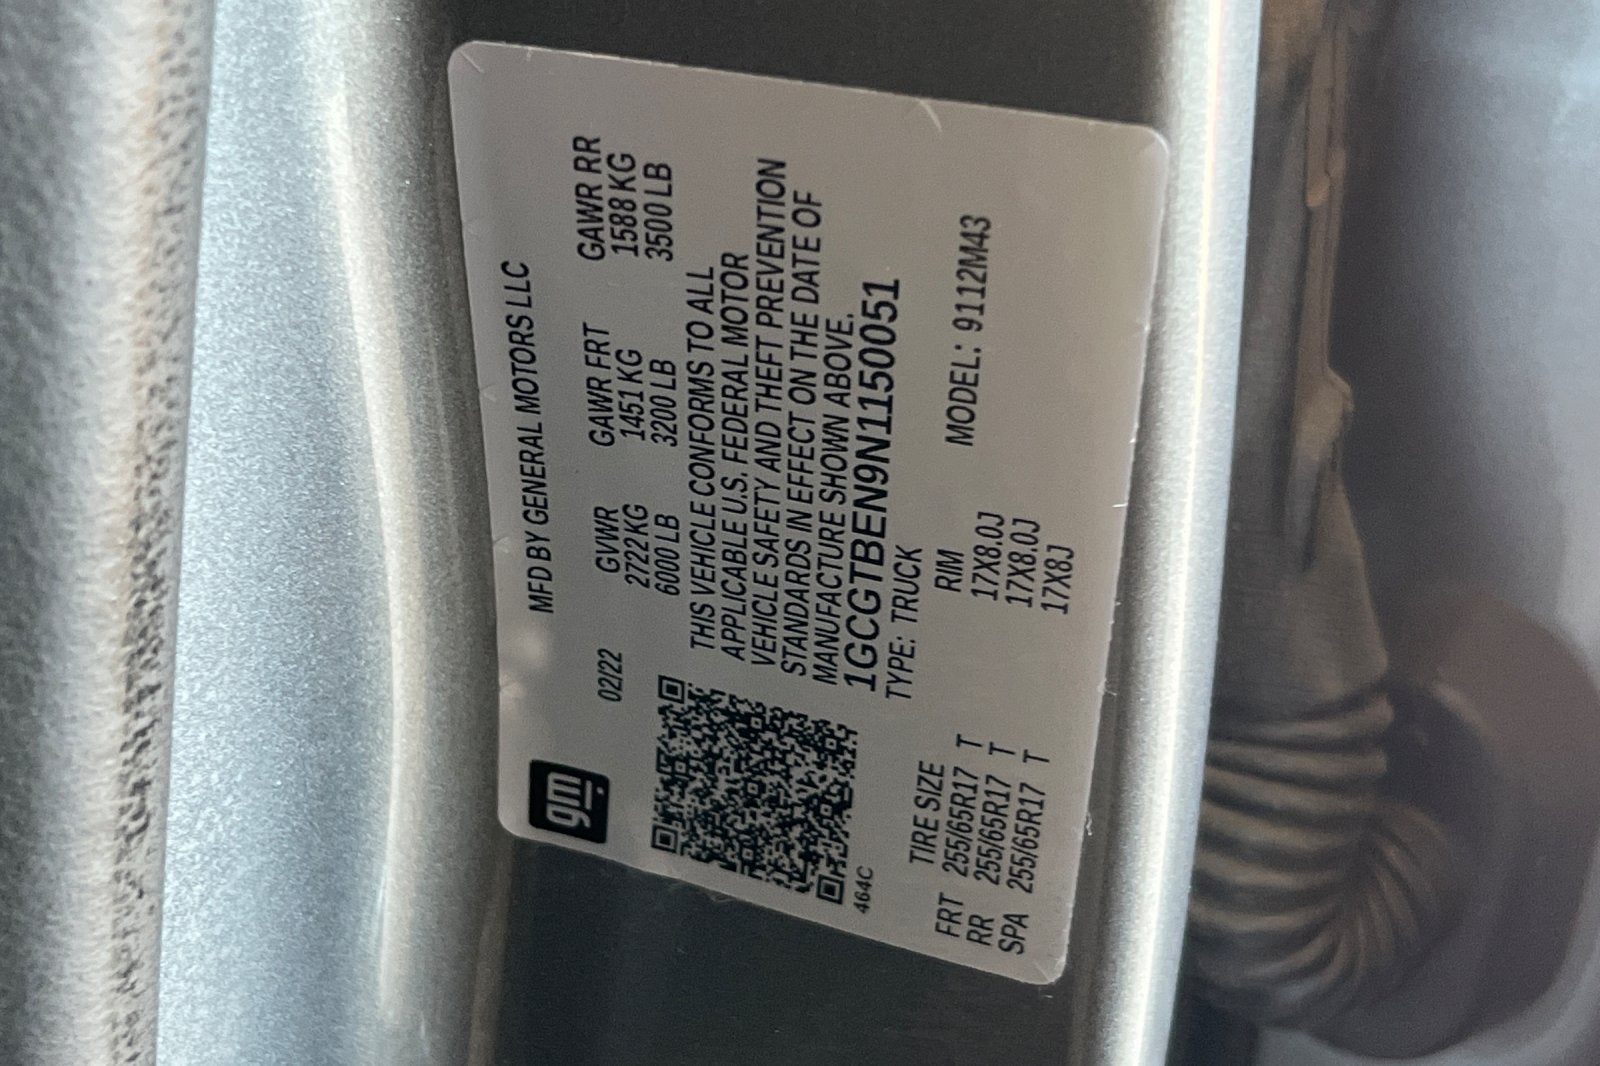 gm
MFD BY GENERAL MOTORS LLC
02/22 GVWR GAWR FRT GAWR RR
2722 KG 1451 KG 1588 KG
6000 LB 3200 LB 3500 LB
THIS VEHICLE CONFORMS TO ALL
APPLICABLE U.S. FEDERAL MOTOR
VEHICLE SAFETY AND THEFT PREVENTION
STANDARDS IN EFFECT ON THE DATE OF
MANUFACTURE SHOWN ABOVE.
1GCGTBEN9N1150051
464C
TYPE: TRUCK MODEL: 9112M43
TIRE SIZE RIM
FRT 255/65R17 T 17X8.0J
RR 255/65R17 T 17X8.0J
SPA 255/65R17 T 17X8J